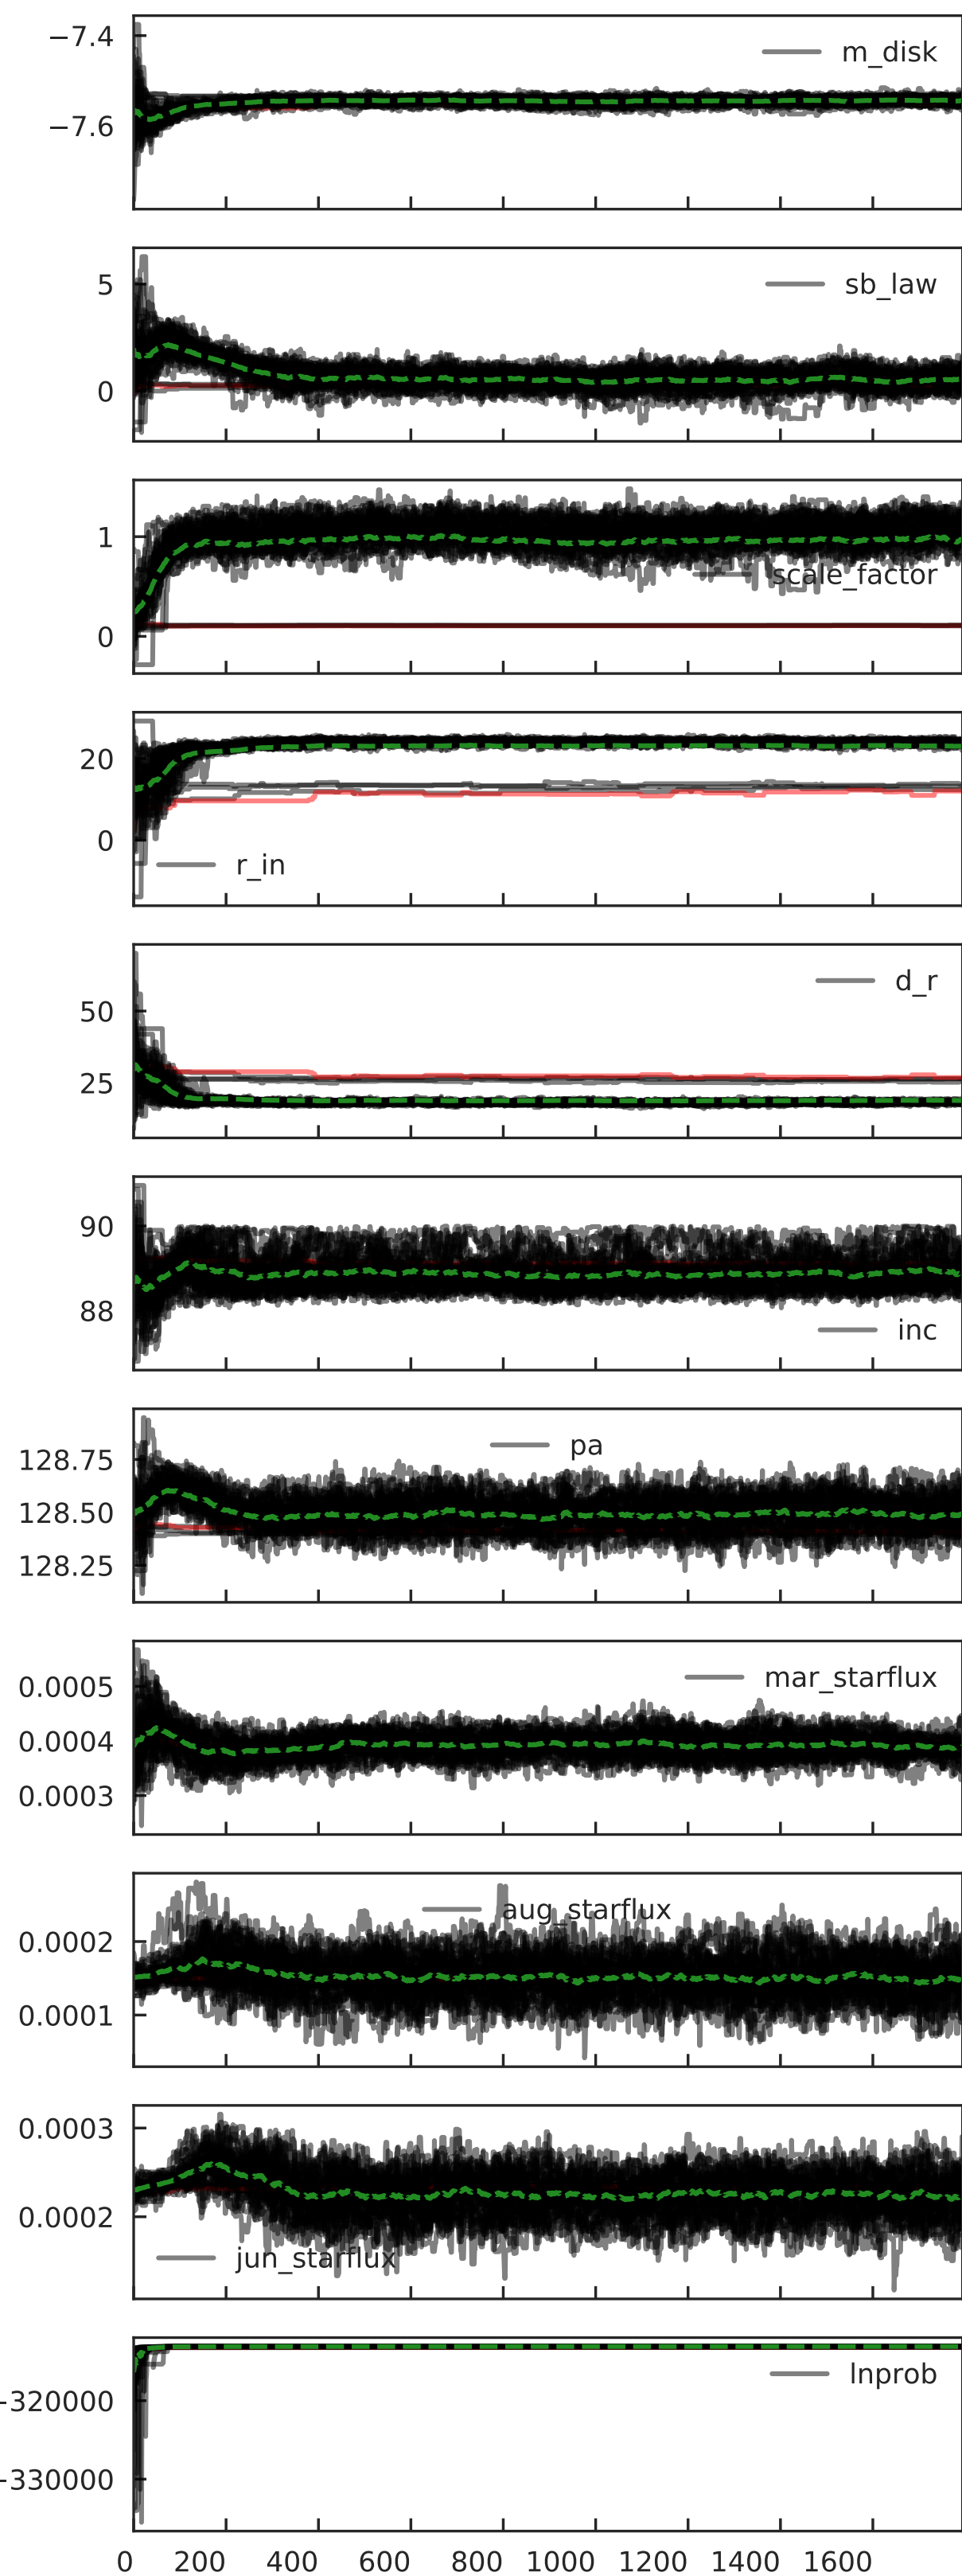 −7.4
m_disk
−7.6
5
sb_law
0
1
scale_factor
0
20
0
r_in
d_r
50
25
90
88
inc
pa
128.75
128.50
128.25
mar_starflux
0.0005
0.0004
0.0003
aug_starflux
0.0002
0.0001
0.0003
0.0002
jun_starflux
lnprob
−320000
−330000
0 200 400 600 800 1000 1200 1400 1600